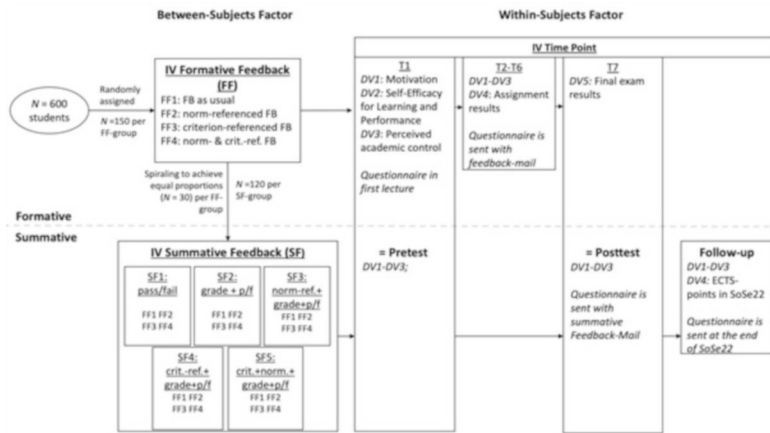 Between-Subjects Factor
Within-Subjects Factor
IV Time Point
N = 600
students
Randomly
assigned
N =150 per
FF-group
IV Formative Feedback
(FF)
FF1: FB as usual
FF2: norm-referenced FB
FF3: criterion-referenced FB
FF4: norm- & crit.-ref. FB
T1
DV1: Motivation
DV2: Self-Efficacy
for Learning and
Performance
DV3: Perceived
academic control
Questionnaire in
first lecture
T2-T6
DV1-DV3
DV4: Assignment
results
Questionnaire is
sent with
feedback-mail
T7
DV5: Final exam
results
Spiraling to achieve
equal proportions
(N = 30) per FF-
group
N =120 per
SF-group
Formative
Summative
IV Summative Feedback (SF)
SF1:
pass/fail
FF1 FF2
FF3 FF4
SF2:
grade + p/f
FF1 FF2
FF3 FF4
SF3:
norm-ref.+
grade+p/f
FF1 FF2
FF3 FF4
SF4:
crit.-ref.+
grade+p/f
FF1 FF2
FF3 FF4
SF5:
crit.+norm.+
grade+p/f
FF1 FF2
FF3 FF4
= Pretest
DV1-DV3;
= Posttest
DV1-DV3
Questionnaire is
sent with
summative
Feedback-Mail
Follow-up
DV1-DV3
DV4: ECTS-
points in SoSe22
Questionnaire is
sent at the end
of SoSe22